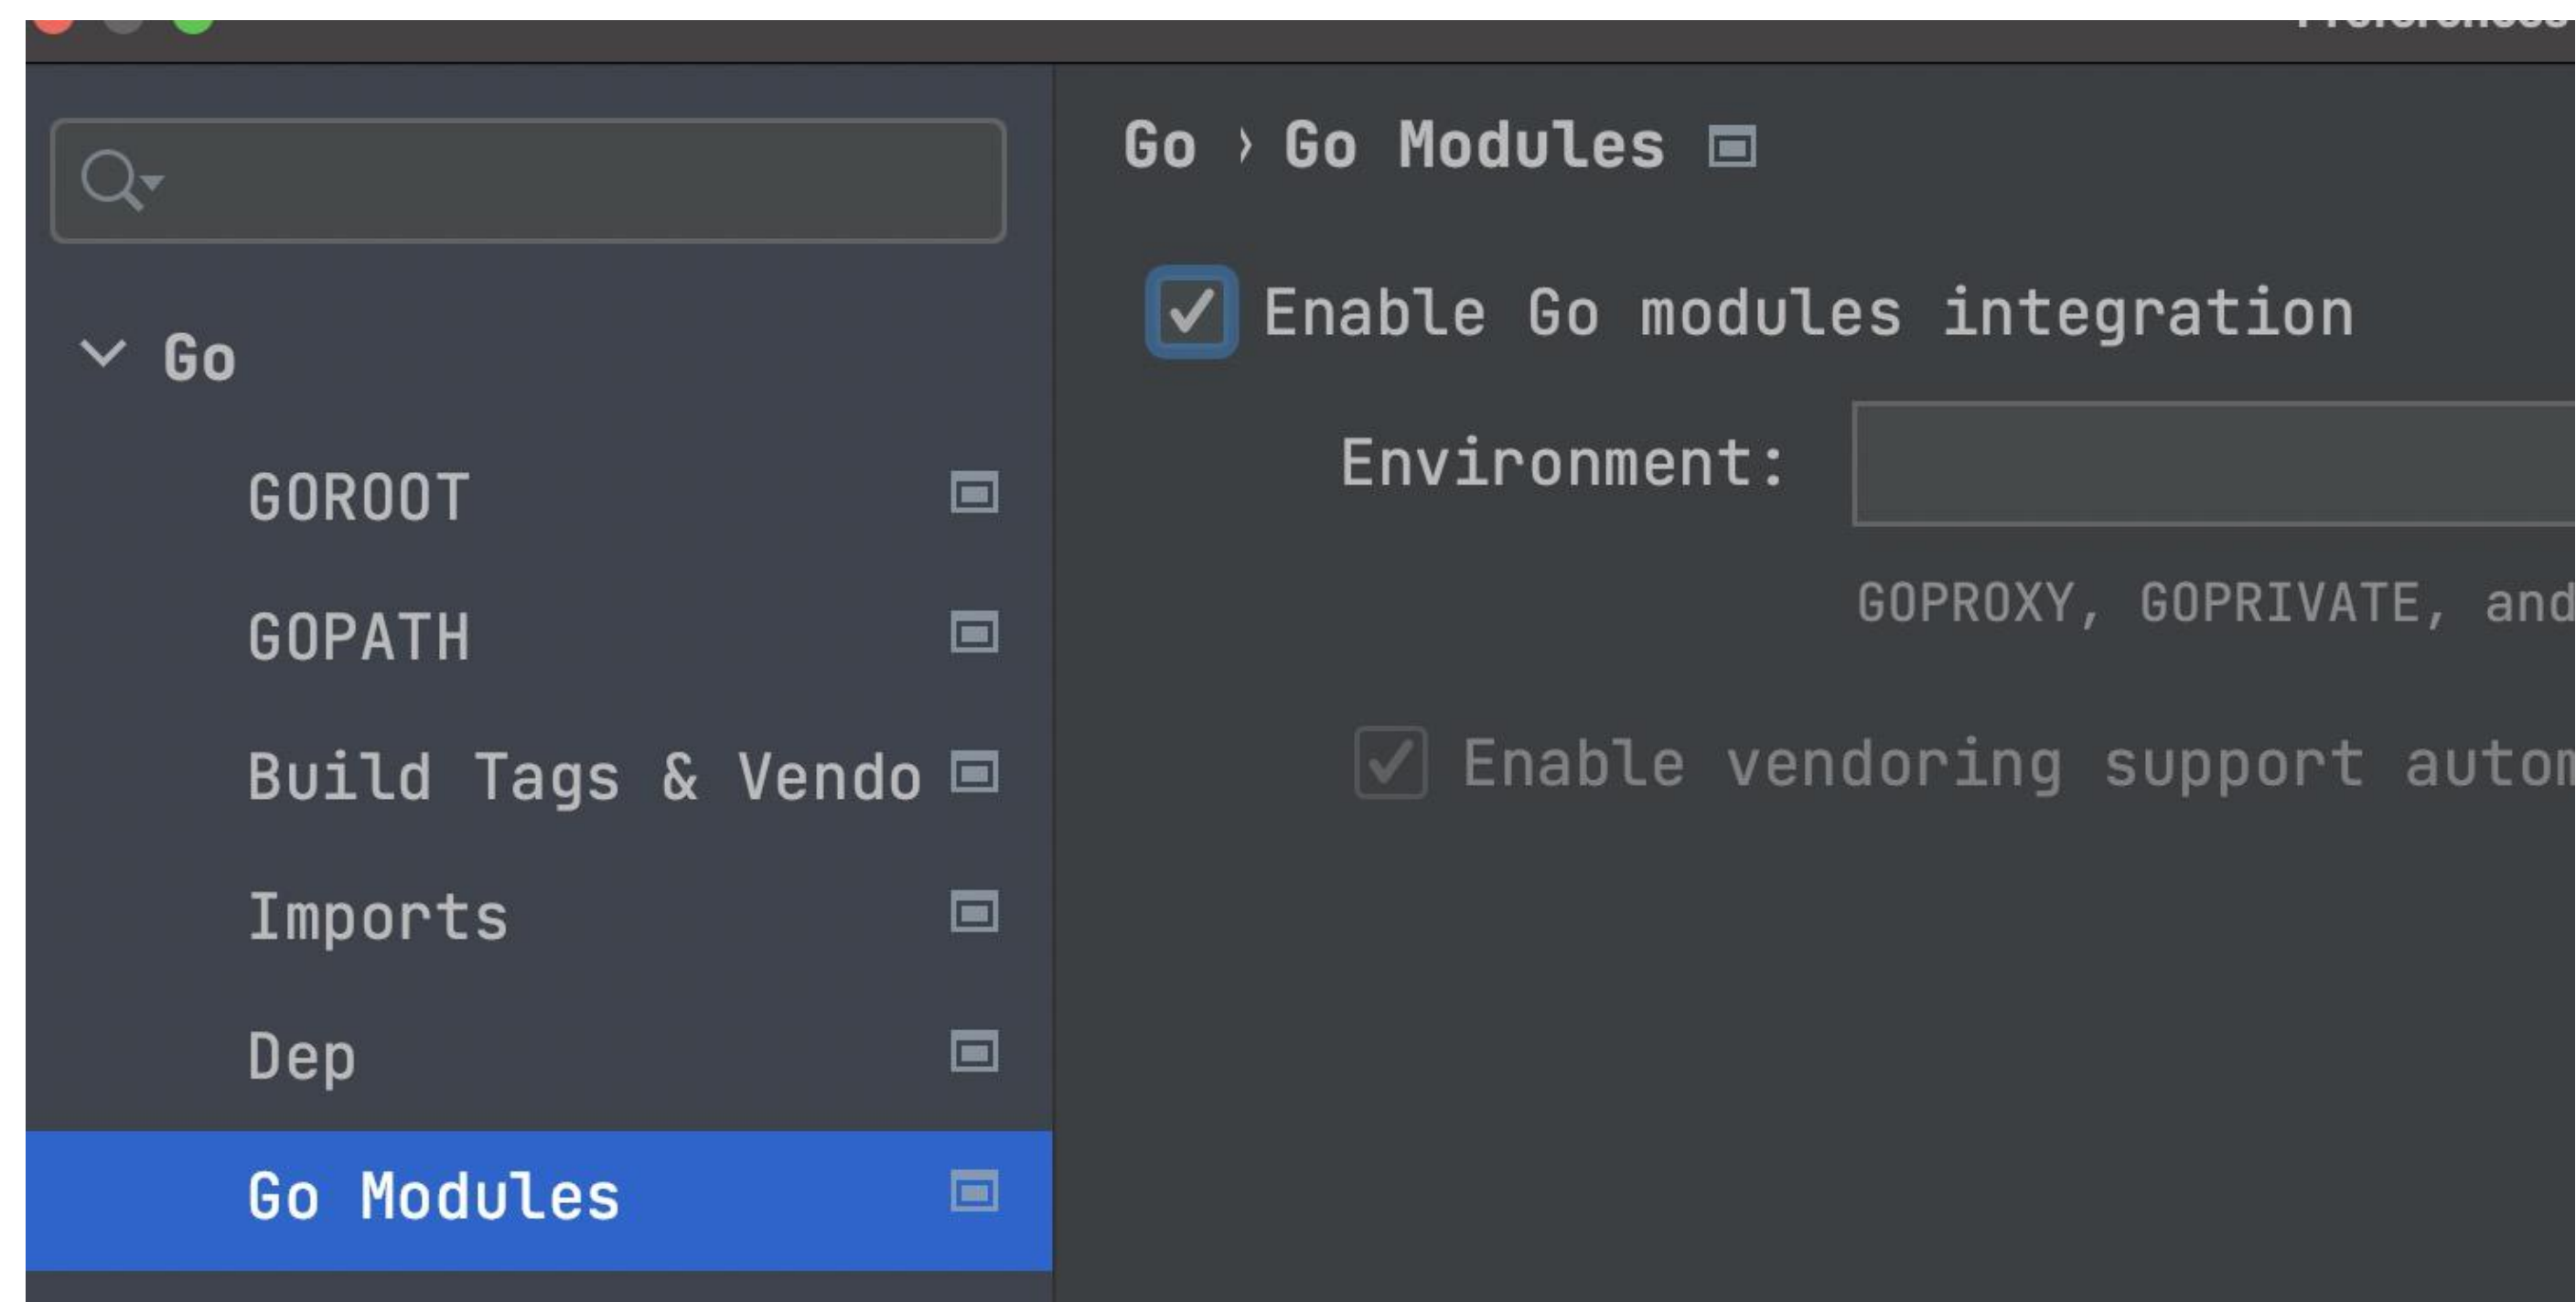 Preferences
Go › Go Modules
Enable Go modules integration
Go
Environment:
GOROOT
GOPROXY, GOPRIVATE, and
GOPATH
Enable vendoring support autom
Build Tags & Vendo
Imports
Dep
Go Modules